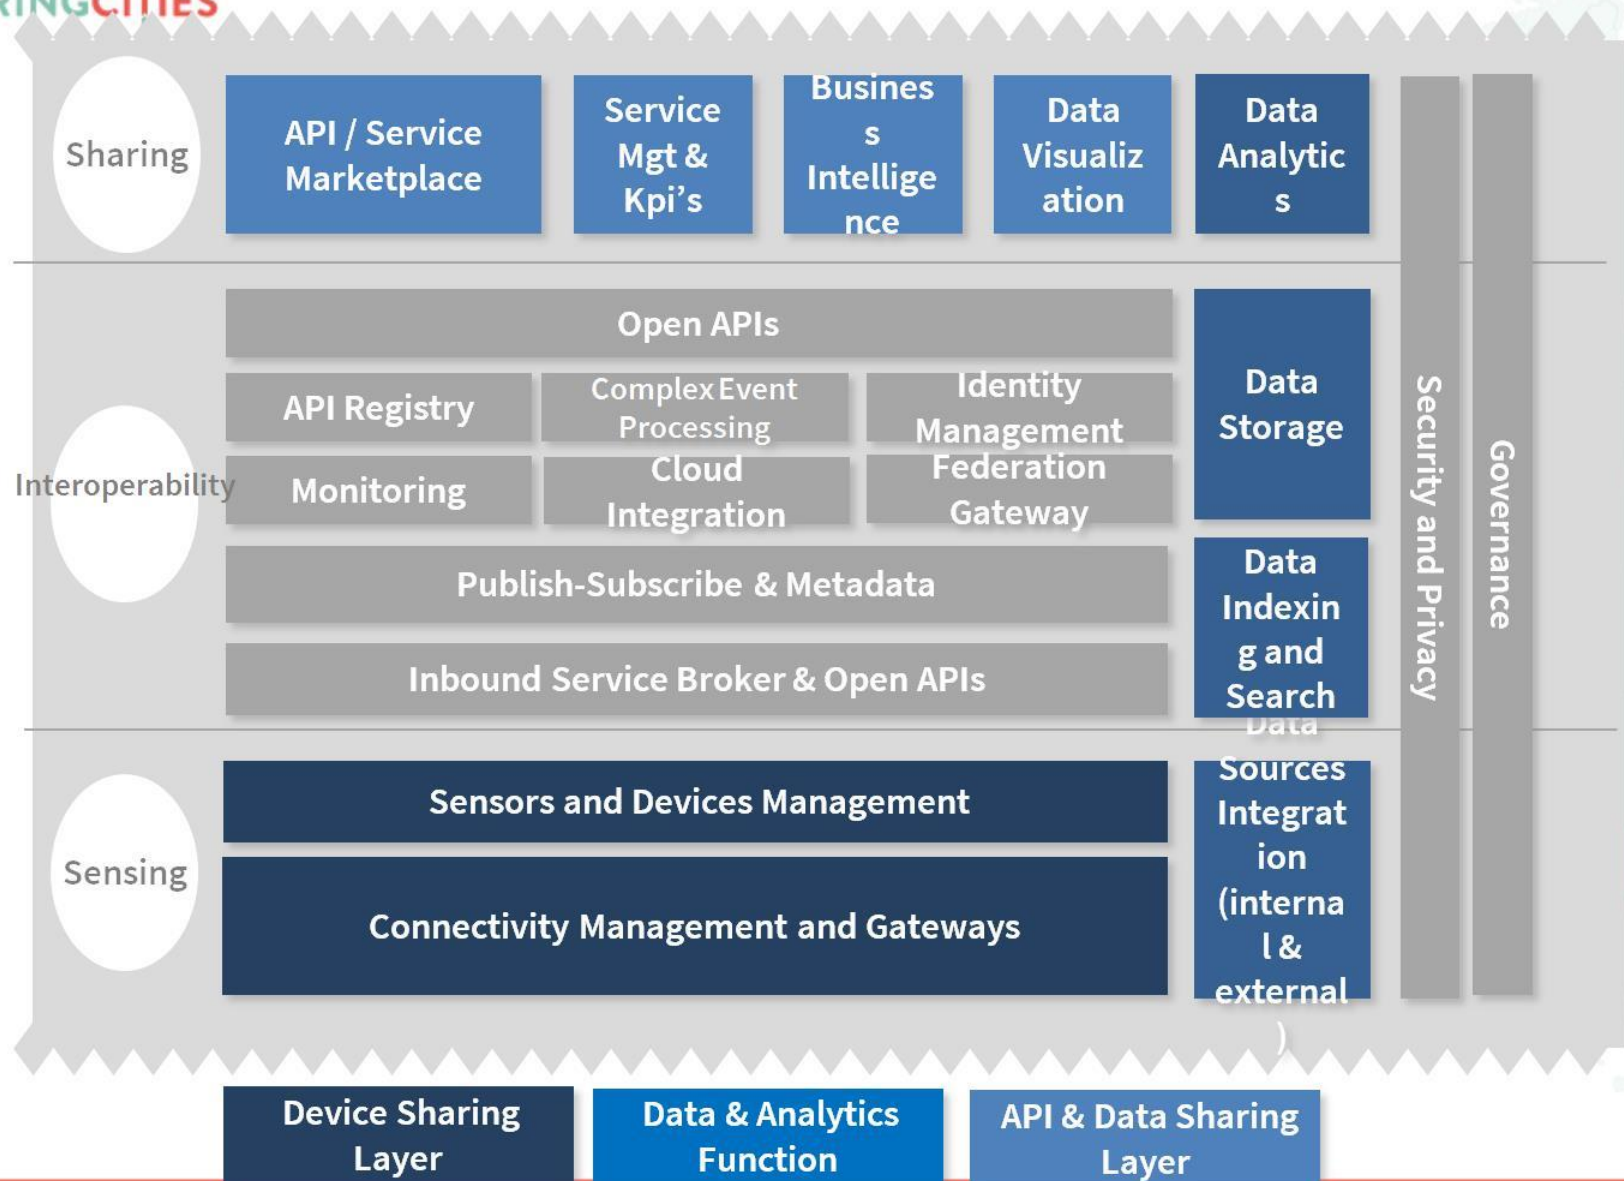 RINGCITIES
Sharing
API / Service
Marketplace
Service
Mgt &
Kpi’s
Busines
s
Intellige
nce
Data
Visualiz
ation
Data
Analytic
s
Interoperability
Open APIs
API Registry
Complex Event
Processing
Identity
Management
Monitoring
Cloud
Integration
Federation
Gateway
Publish-Subscribe & Metadata
Inbound Service Broker & Open APIs
Data
Storage
Data
Indexin
g and
Search
Security and Privacy
Governance
Sensing
Sensors and Devices Management
Connectivity Management and Gateways
Data
Sources
Integrat
ion
(interna
l &
external
)
Device Sharing
Layer
Data & Analytics
Function
API & Data Sharing
Layer